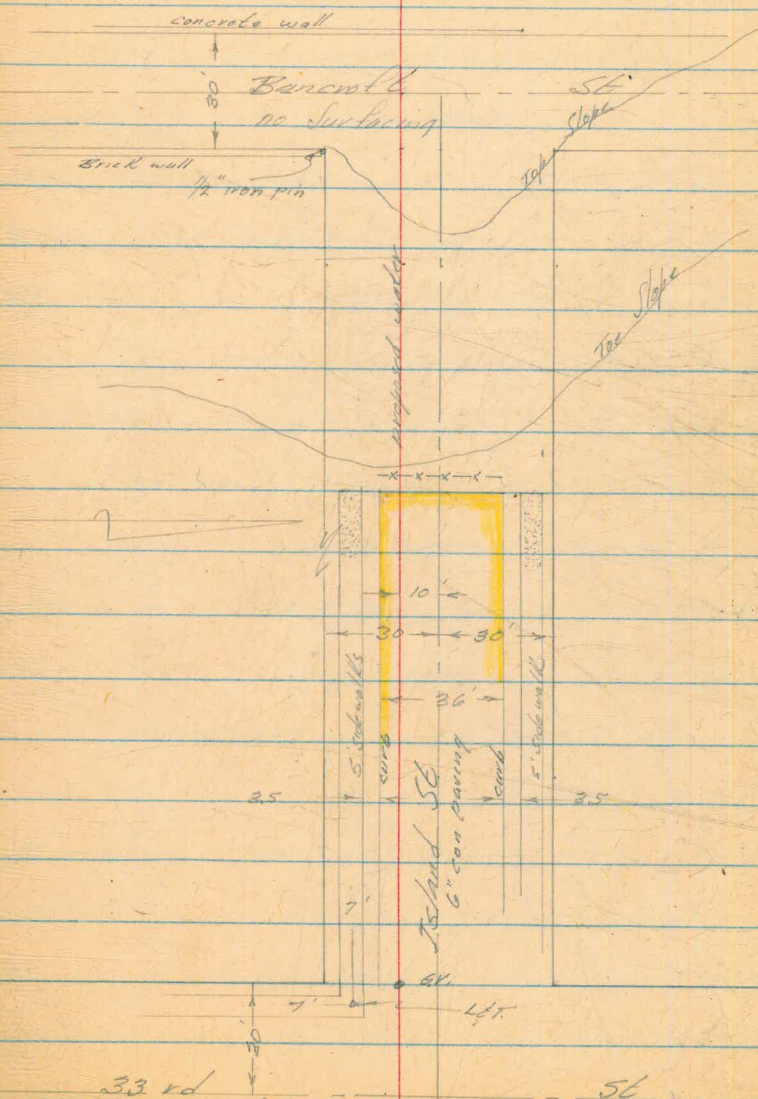 concrete wall
30'
Bancroft St
no Surfacing
Top Slope
Brick wall
1/2" iron pin
proposed water
Toe Slope
x x x x
10'
30 30'
36'
5' sidewalks
curb
curb
5' sidewalk
35 35
Island St
6" con paving
7'
G.V.
7'
L&T.
30'
33 rd St